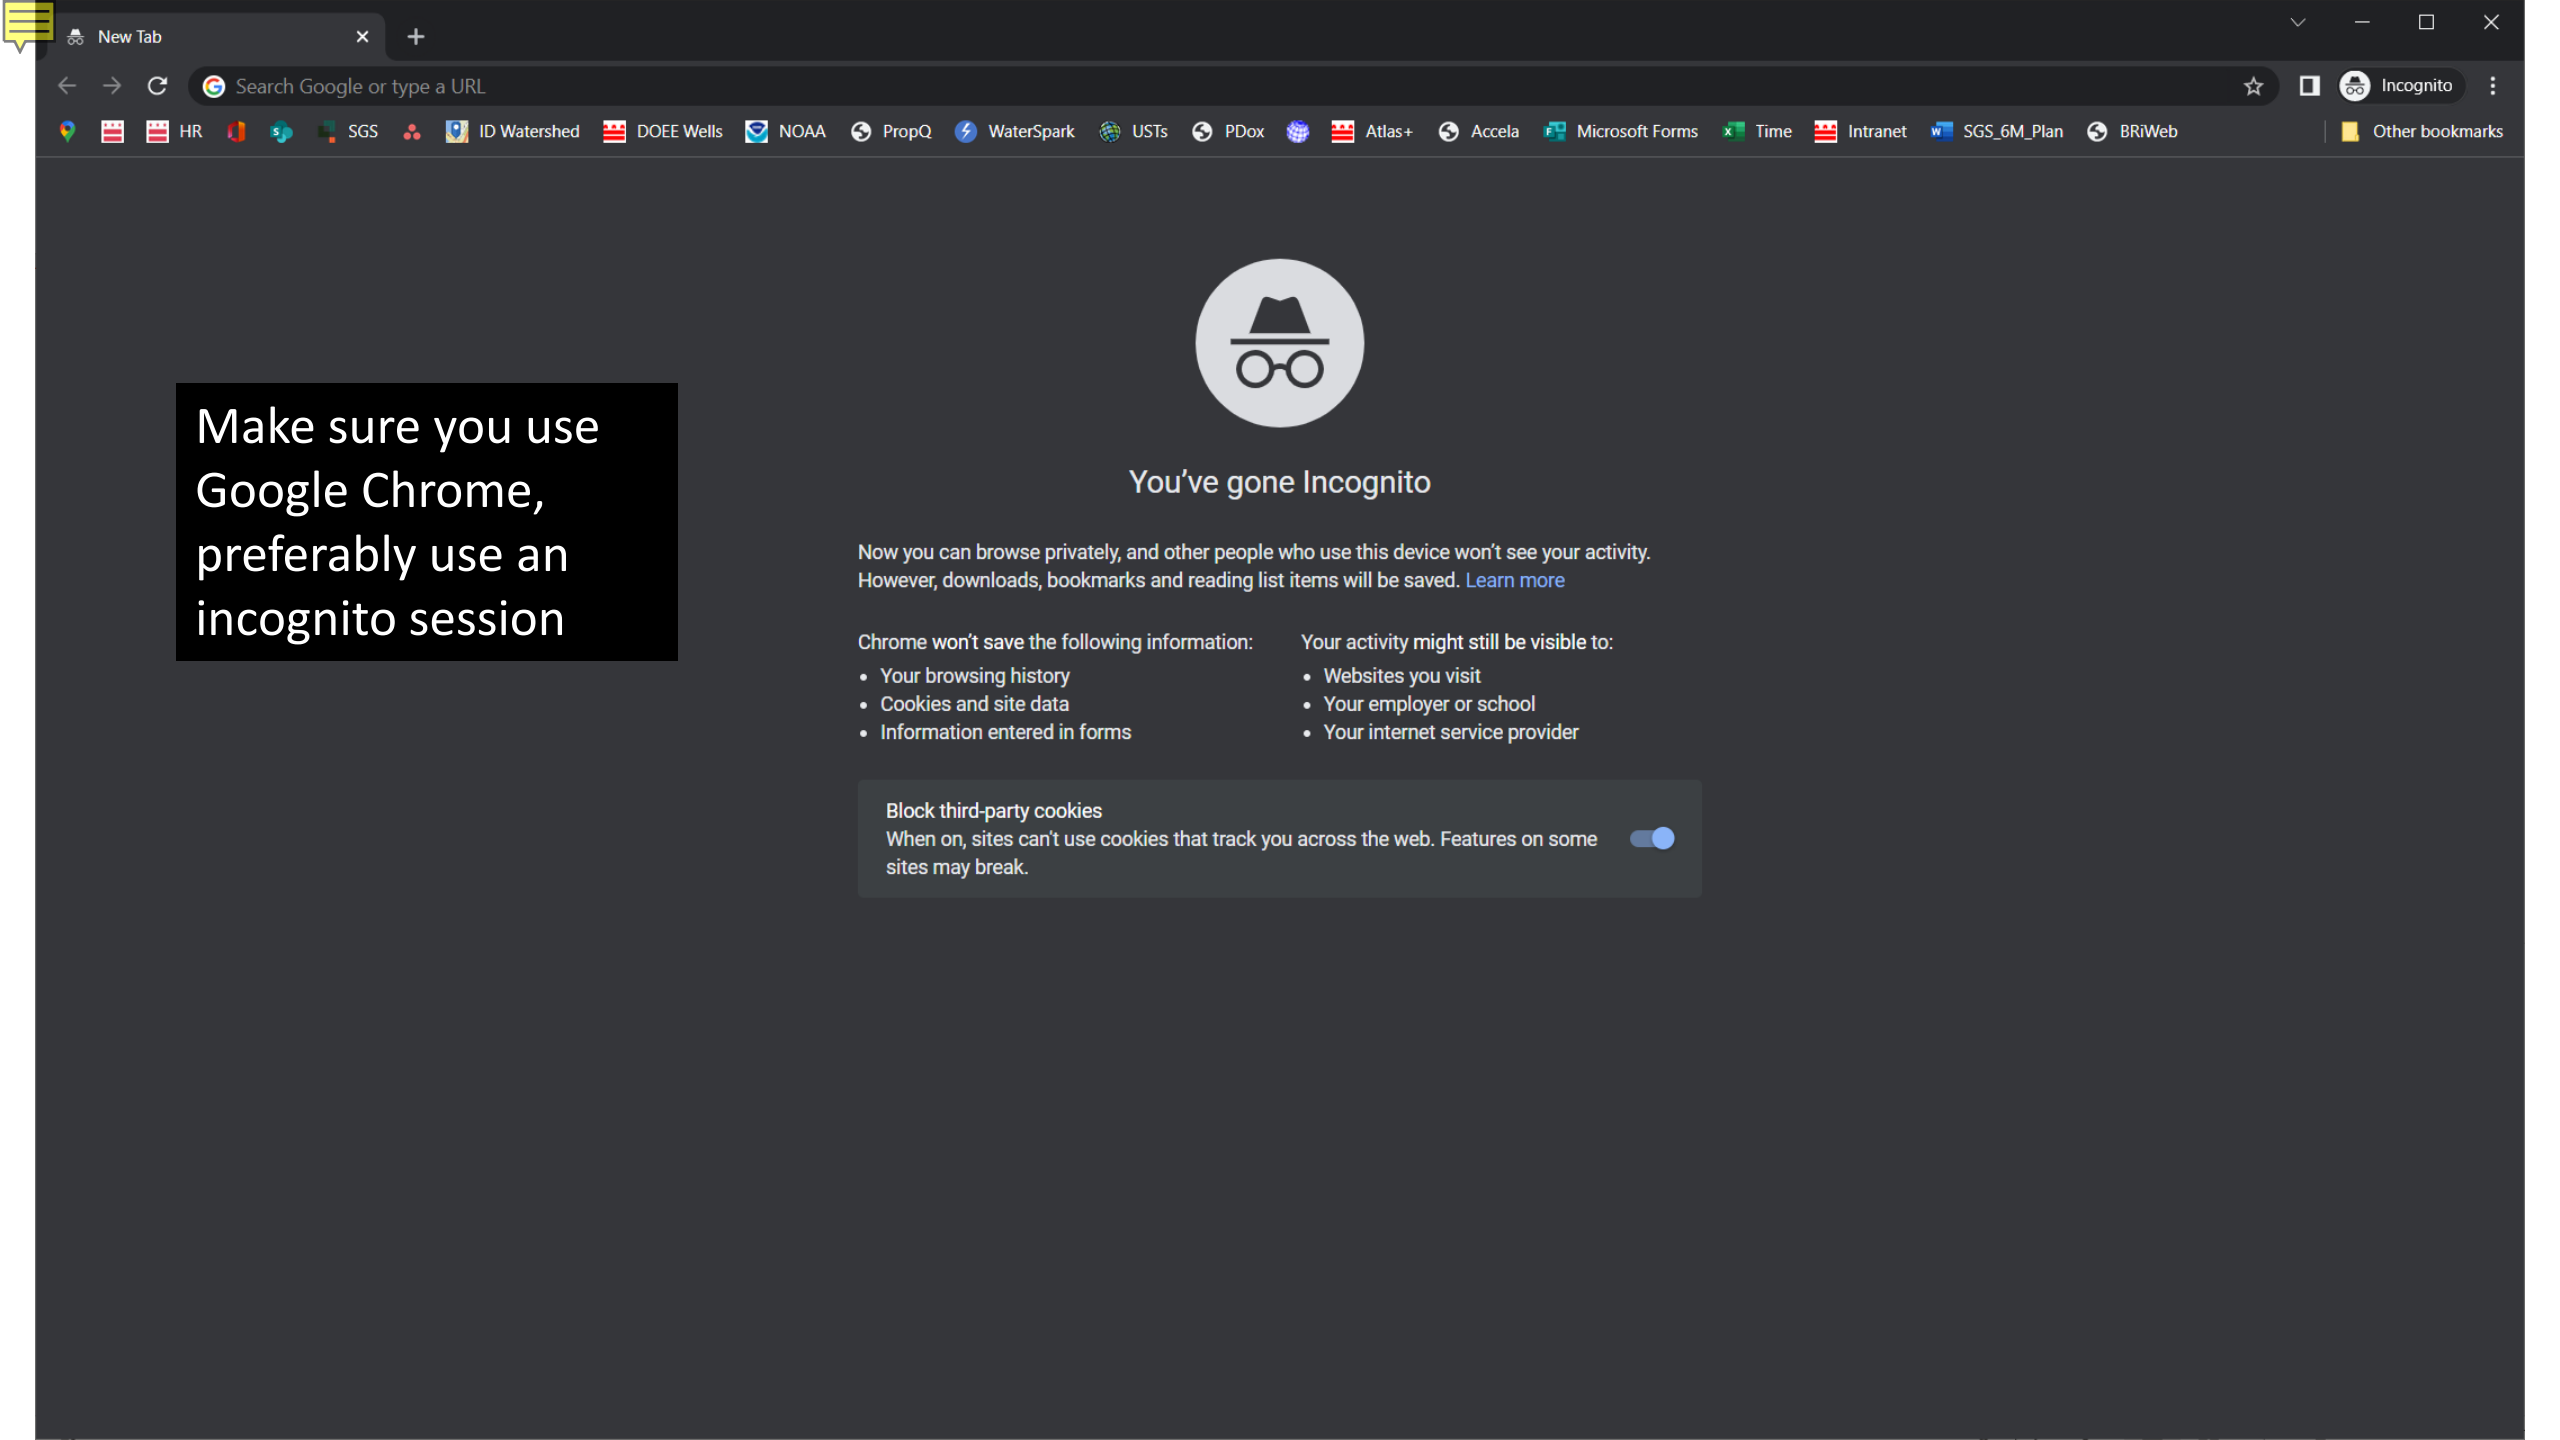 New Tab
Search Google or type a URL
Incognito
HR
SGS
ID Watershed
DOEE Wells
NOAA
PropQ
WaterSpark
USTs
PDox
Atlas+
Accela
Microsoft Forms
Time
Intranet
SGS_6M_Plan
BRiWeb
Other bookmarks
Make sure you use
Google Chrome,
preferably use an
incognito session
You've gone Incognito
Now you can browse privately, and other people who use this device won't see your activity.
However, downloads, bookmarks and reading list items will be saved. Learn more
Chrome won't save the following information:
• Your browsing history
• Cookies and site data
• Information entered in forms
Your activity might still be visible to:
• Websites you visit
• Your employer or school
• Your internet service provider
Block third-party cookies
When on, sites can't use cookies that track you across the web. Features on some
sites may break.